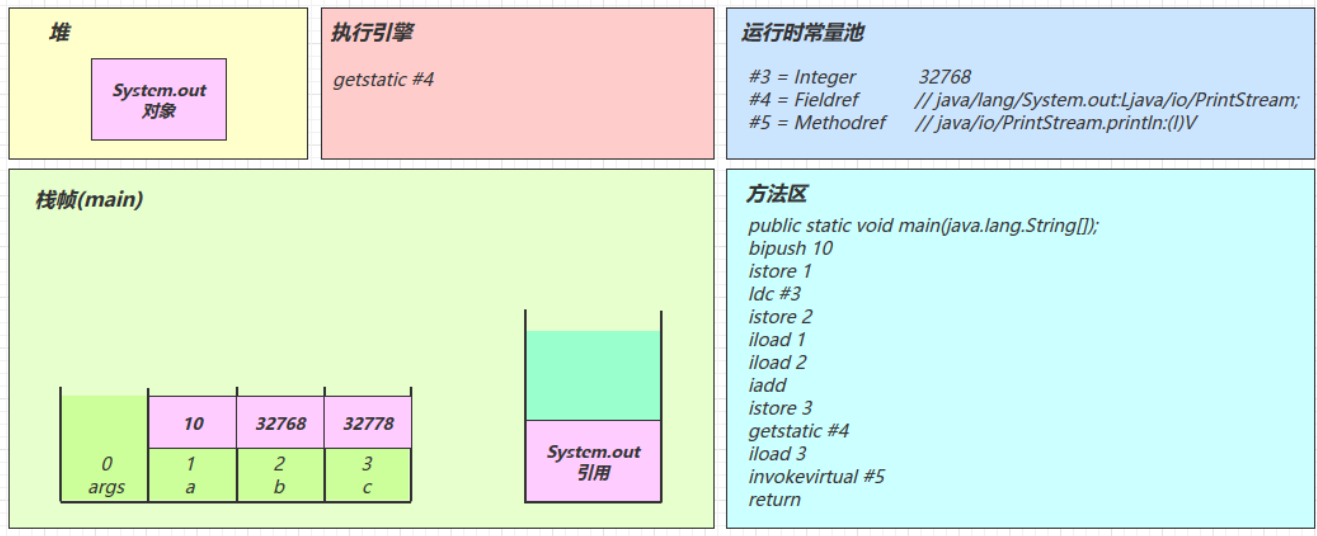 堆
System.out
对象
执行引擎
getstatic #4
运行时常量池
#3 = Integer 32768
#4 = Fieldref // java/lang/System.out:Ljava/io/PrintStream;
#5 = Methodref // java/io/PrintStream.println:(I)V
栈帧(main)
10 32768 32778
0 1 2 3
args a b c
System.out
引用
方法区
public static void main(java.lang.String[]);
bipush 10
istore 1
ldc #3
istore 2
iload 1
iload 2
iadd
istore 3
getstatic #4
iload 3
invokevirtual #5
return